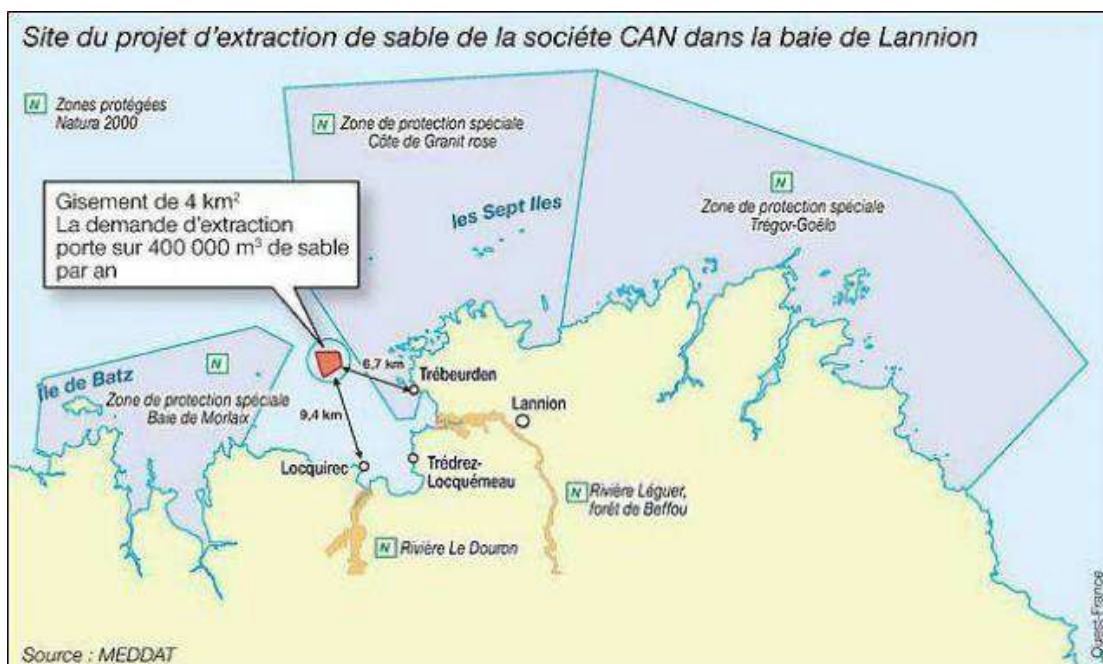 Site du projet d'extraction de sable de la sociéte CAN dans la baie de Lannion
N Zones protégées
Natura 2000
N Zone de protection spéciale
Côte de Granit rose
N
Zone de protection spéciale
Trégor-Goëlo
Gisement de 4 km²
La demande d'extraction
porte sur 400 000 m³ de sable
par an
les Sept Iles
N
Île de Batz
Zone de protection spéciale
Baie de Morlaix
6,7 km
9,4 km
Trébeurden
Lannion
Locquirec
Trédrez-
Locquémeau
N Rivière Léguer,
forêt de Beffou
N Rivière Le Douron
Source : MEDDAT
Ouest-France